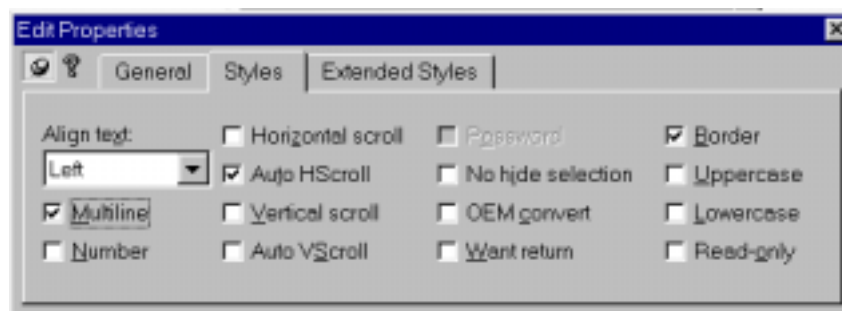 Edit Properties
General Styles Extended Styles
Align text: Horizontal scroll Password Border
Left Auto HScroll No hide selection Uppercase
Multiline Vertical scroll OEM convert Lowercase
Number Auto VScroll Want return Read-only